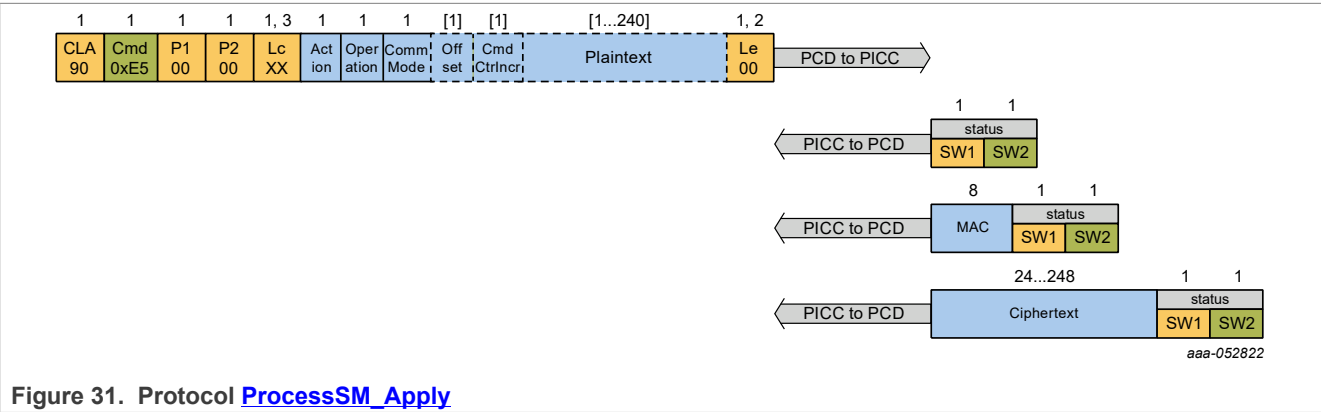 1 1 1 1 1, 3 1 1 1 [1] [1] [1...240] 1, 2
CLA Cmd P1 P2 Lc Act Oper Comm Off Cmd Plaintext Le PCD to PICC
90 0xE5 00 00 XX ion ation Mode set CtrIncr 00
1 1
status
PICC to PCD SW1 SW2
8 1 1
status
PICC to PCD MAC SW1 SW2
24...248 1 1
status
PICC to PCD Ciphertext SW1 SW2
aaa-052822
Figure 31. Protocol ProcessSM_Apply